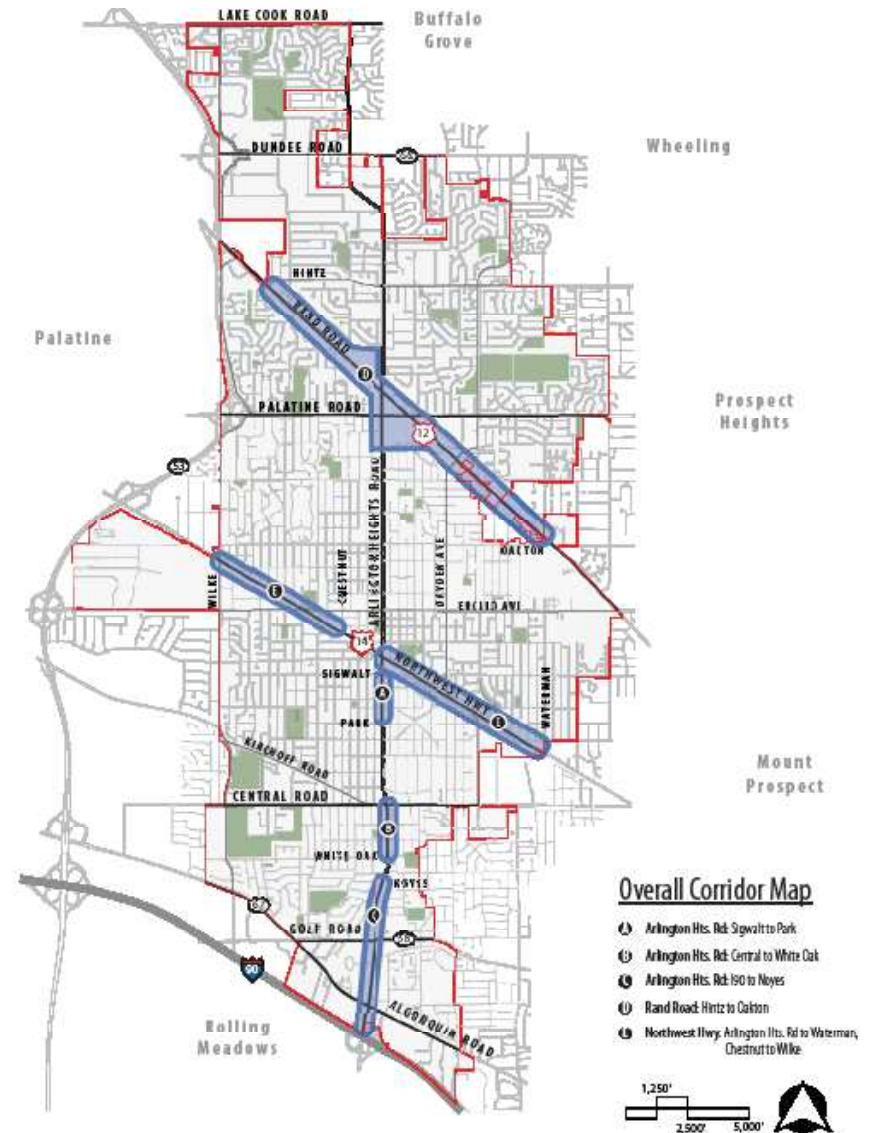 LAKE COOK ROAD
Buffalo
Grove
DUNDEE ROAD
68
Wheeling
HINTZ
RAND ROAD
Palatine
D
Prospect
Heights
PALATINE ROAD
12
53
ARLINGTON HEIGHTS ROAD
OAKTON
CHESTNUT
DRYDEN AVE
WILKE
E
EUCLID AVE
14
SIGWALT
NORTHWEST HWY
WATERMAN
A
E
PARK
KIRCHOFF ROAD
Mount
Prospect
CENTRAL ROAD
B
WHITE OAK
NOYES
62
C
GOLF ROAD
58
90
ALGONQUIN ROAD
Rolling
Meadows
Overall Corridor Map
A Arlington Hts. Rd: Sigwalt to Park
B Arlington Hts. Rd: Central to White Oak
C Arlington Hts. Rd: I90 to Noyes
D Rand Road: Hintz to Oakton
E Northwest Hwy: Arlington Hts. Rd to Waterman,
Chestnut to Wilke
1,250'
2,500' 5,000'